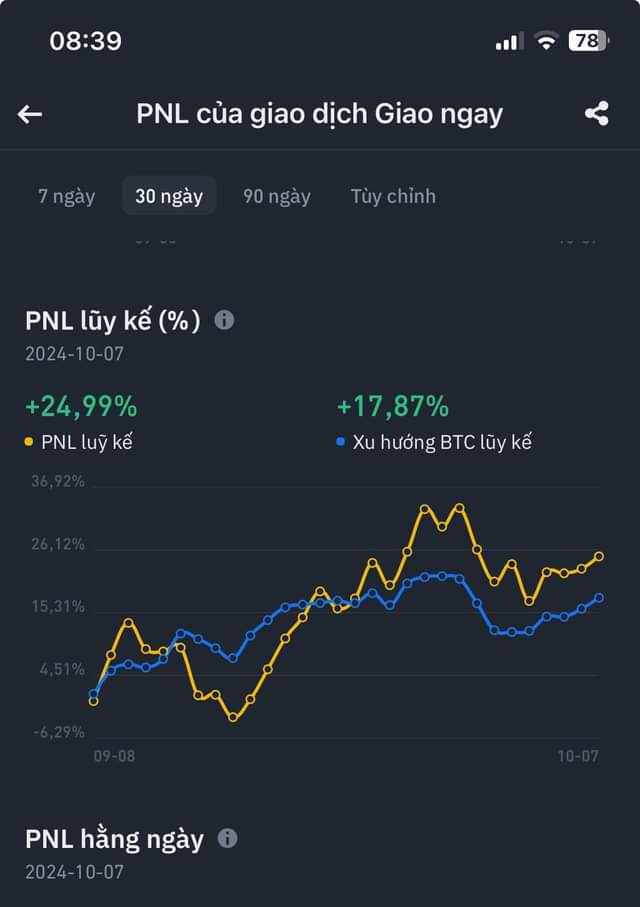 08:39
78
PNL của giao dịch Giao ngay
7 ngày 30 ngày 90 ngày Tùy chỉnh
PNL lũy kế (%)
2024-10-07
+24,99% +17,87%
PNL luỹ kế Xu hướng BTC lũy kế
36,92%
26,12%
15,31%
4,51%
-6,29%
09-08 10-07
PNL hằng ngày
2024-10-07